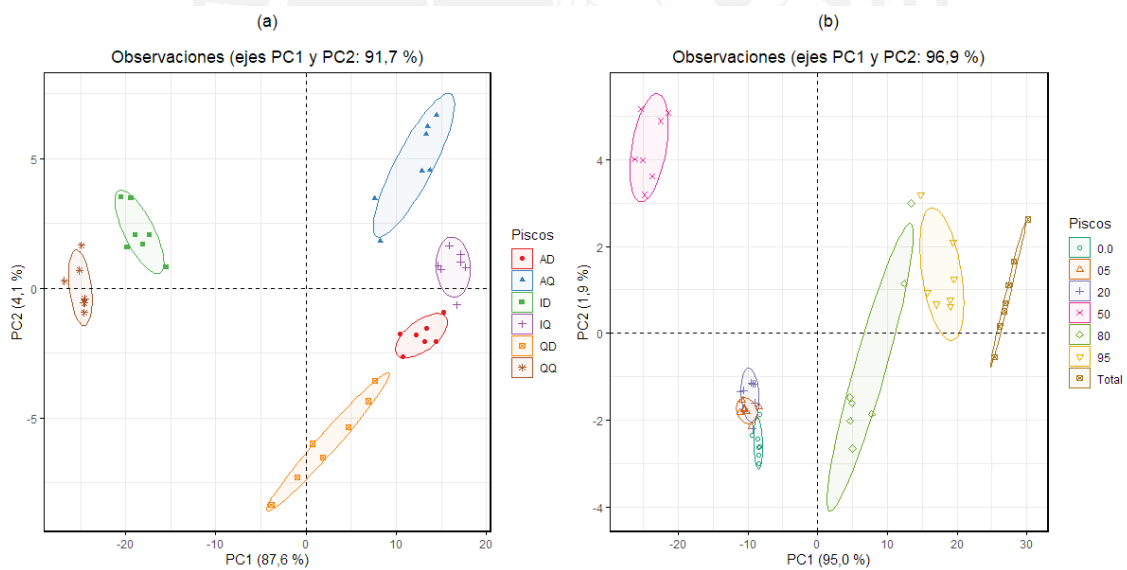 (a)
Observaciones (ejes PC1 y PC2: 91,7 %)
5
0
-5
PC2 (4,1 %)
-20
-10
0
10
20
PC1 (87,6 %)
Piscos
AD
AQ
ID
IQ
QD
QQ
(b)
Observaciones (ejes PC1 y PC2: 96,9 %)
4
2
0
-2
-4
PC2 (1,9 %)
-20
-10
0
10
20
30
PC1 (95,0 %)
Piscos
0.0
05
20
50
80
95
Total